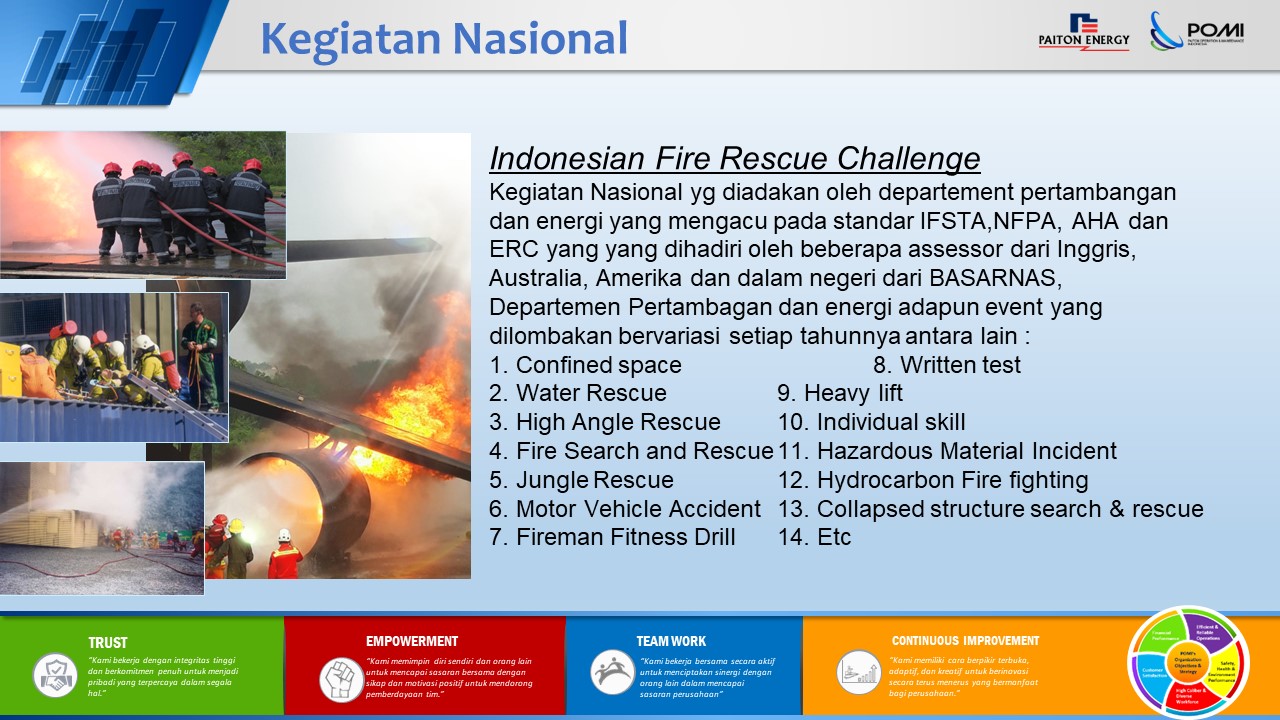 Kegiatan Nasional
PAITON ENERGY
POMI
PAITON OPERATION & MAINTENANCE
INDONESIA
Indonesian Fire Rescue Challenge
Kegiatan Nasional yg diadakan oleh departement pertambangan
dan energi yang mengacu pada standar IFSTA,NFPA, AHA dan
ERC yang yang dihadiri oleh beberapa assessor dari Inggris,
Australia, Amerika dan dalam negeri dari BASARNAS,
Departemen Pertambagan dan energi adapun event yang
dilombakan bervariasi setiap tahunnya antara lain :
1. Confined space 8. Written test
2. Water Rescue 9. Heavy lift
3. High Angle Rescue 10. Individual skill
4. Fire Search and Rescue 11. Hazardous Material Incident
5. Jungle Rescue 12. Hydrocarbon Fire fighting
6. Motor Vehicle Accident 13. Collapsed structure search & rescue
7. Fireman Fitness Drill 14. Etc
TRUST
"Kami bekerja dengan integritas tinggi
dan berkomitmen penuh untuk menjadi
pribadi yang terpercaya dalam segala
hal."
EMPOWERMENT
"Kami memimpin diri sendiri dan orang lain
untuk mencapai sasaran bersama dengan
sikap dan motivasi positif untuk mendorong
pemberdayaan tim."
TEAM WORK
"Kami bekerja bersama secara aktif
untuk menciptakan sinergi dengan
orang lain dalam mencapai
sasaran perusahaan"
CONTINUOUS IMPROVEMENT
"Kami memiliki cara berpikir terbuka,
adaptif, dan kreatif untuk berinovasi
secara terus menerus yang bermanfaat
bagi perusahaan."
Financial
Performance
Efficient &
Reliable
Operations
Safety,
Health &
Environment
Performance
High Caliber &
Diverse
Workforce
Customer
Satisfaction
POMI's
Organization
Objectives &
Strategy